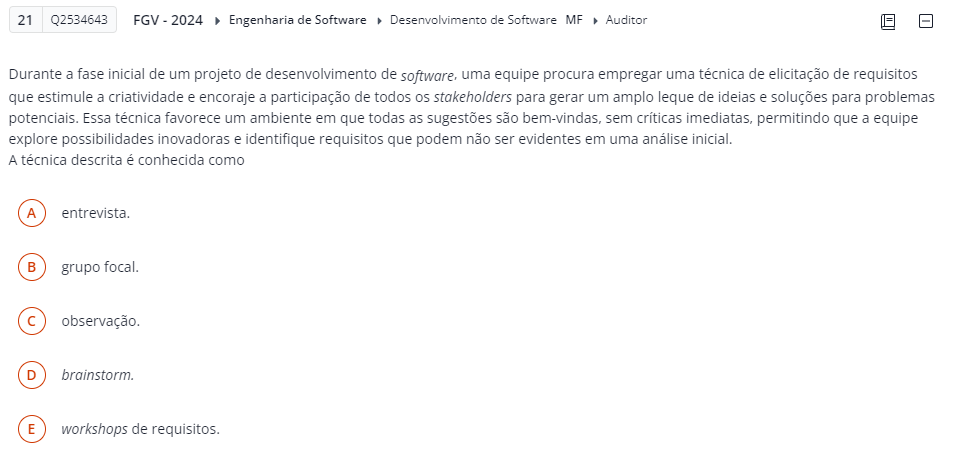 21 Q2534643 FGV - 2024 Engenharia de Software Desenvolvimento de Software MF Auditor
Durante a fase inicial de um projeto de desenvolvimento de software, uma equipe procura empregar uma técnica de elicitação de requisitos
que estimule a criatividade e encoraje a participação de todos os stakeholders para gerar um amplo leque de ideias e soluções para problemas
potenciais. Essa técnica favorece um ambiente em que todas as sugestões são bem-vindas, sem críticas imediatas, permitindo que a equipe
explore possibilidades inovadoras e identifique requisitos que podem não ser evidentes em uma análise inicial.
A técnica descrita é conhecida como
A entrevista.
B grupo focal.
C observação.
D brainstorm.
E workshops de requisitos.